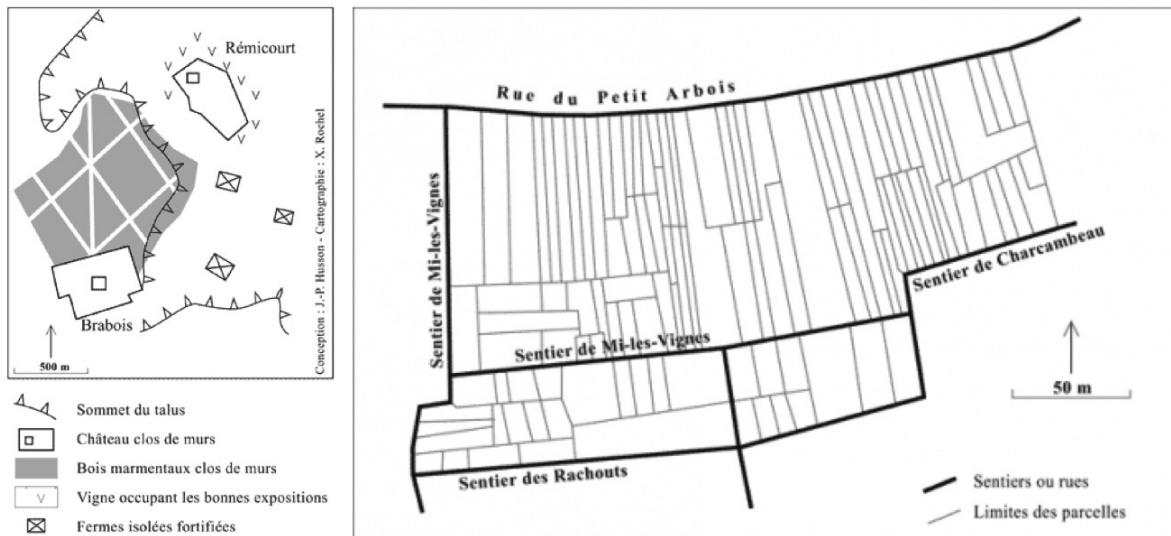 Rémicourt
Brabois
500 m
Conception : J.-P. Husson - Cartographie : X. Rochel
Sommet du talus
Château clos de murs
Bois marmentaux clos de murs
Vigne occupant les bonnes expositions
Fermes isolées fortifiées
Rue du Petit Arbois
Sentier de Mi-les-Vignes
Sentier de Charcambeau
Sentier de Mi-les-Vignes
Sentier des Rachouts
50 m
Sentiers ou rues
Limites des parcelles